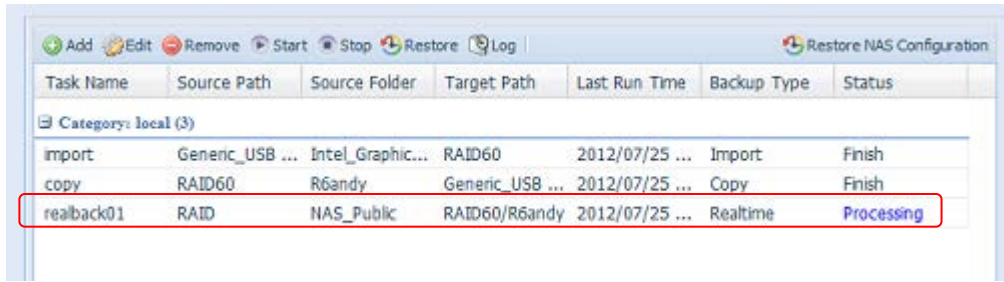 Add Edit Remove Start Stop Restore Log Restore NAS Configuration
Task Name Source Path Source Folder Target Path Last Run Time Backup Type Status
Category: local (3)
import Generic_USB ... Intel_Graphic... RAID60 2012/07/25 ... Import Finish
copy RAID60 R6andy Generic_USB ... 2012/07/25 ... Copy Finish
realback01 RAID NAS_Public RAID60/R6andy 2012/07/25 ... Realtime Processing